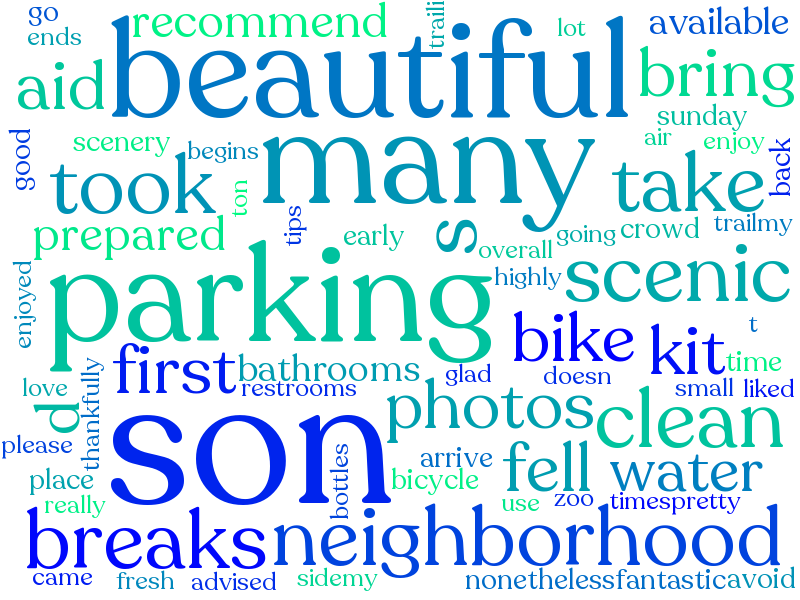 go
ends
recommend
traili
lot
available
aid
beautiful
bring
sunday
good
scenery
begins
many
air
enjoy
back
took
ton
tips
take
prepared
early
s
overall
going
crowd
trailmy
enjoyed
parking
highly
scenic
t
first
bathrooms
restrooms
glad
bike
doesn
kit
time
love
d
thankfully
son
photos
small
liked
clean
please
place
really
bottles
arrive
bicycle
fell
use
zoo
water
timespretty
breaks
neighborhood
came
fresh
advised
sidemy
nonethelessfantasticavoid